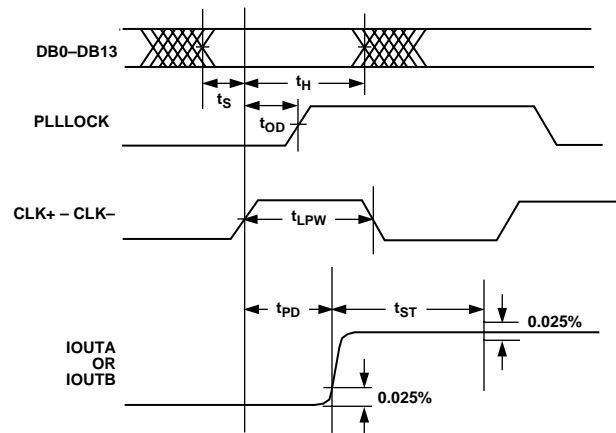 DB0–DB13
tS
tH
tOD
PLLLOCK
CLK+ – CLK–
tLPW
tPD
tST
0.025%
IOUTA
OR
IOUTB
0.025%